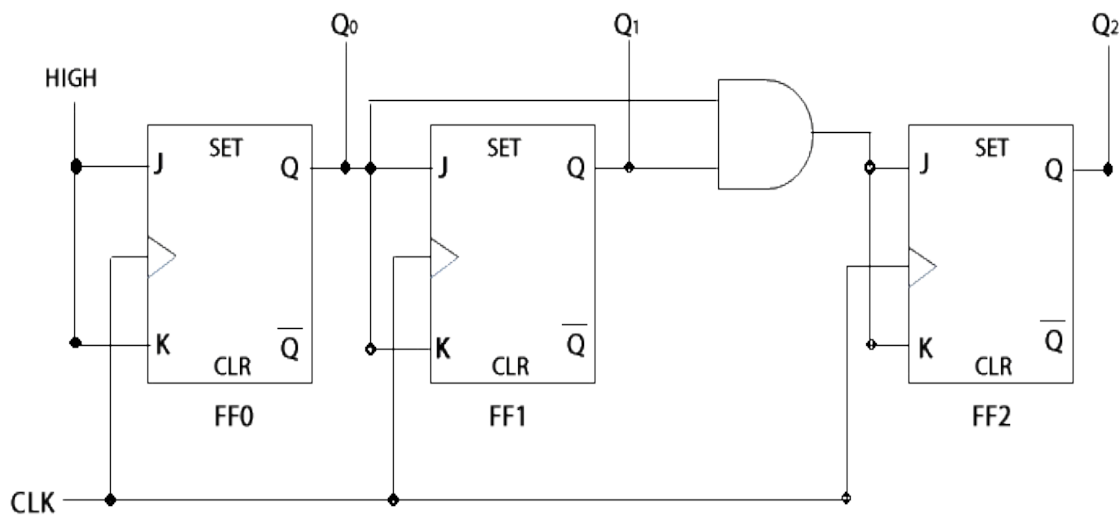 Q₀
Q₁
Q₂
HIGH
SET
J
Q
K
Q̅
CLR
FF0
SET
J
Q
K
Q̅
CLR
FF1
SET
J
Q
K
Q̅
CLR
FF2
CLK